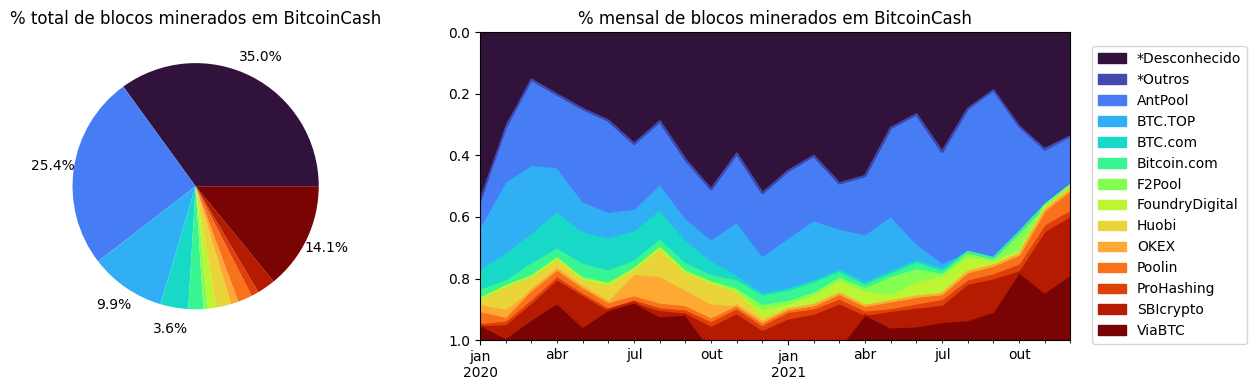 % total de blocos minerados em BitcoinCash
35.0%
25.4%
9.9%
3.6%
14.1%
% mensal de blocos minerados em BitcoinCash
0.0
0.2
0.4
0.6
0.8
1.0
jan
2020
abr
jul
out
jan
2021
abr
jul
out
*Desconhecido
*Outros
AntPool
BTC.TOP
BTC.com
Bitcoin.com
F2Pool
FoundryDigital
Huobi
OKEX
Poolin
ProHashing
SBIcrypto
ViaBTC